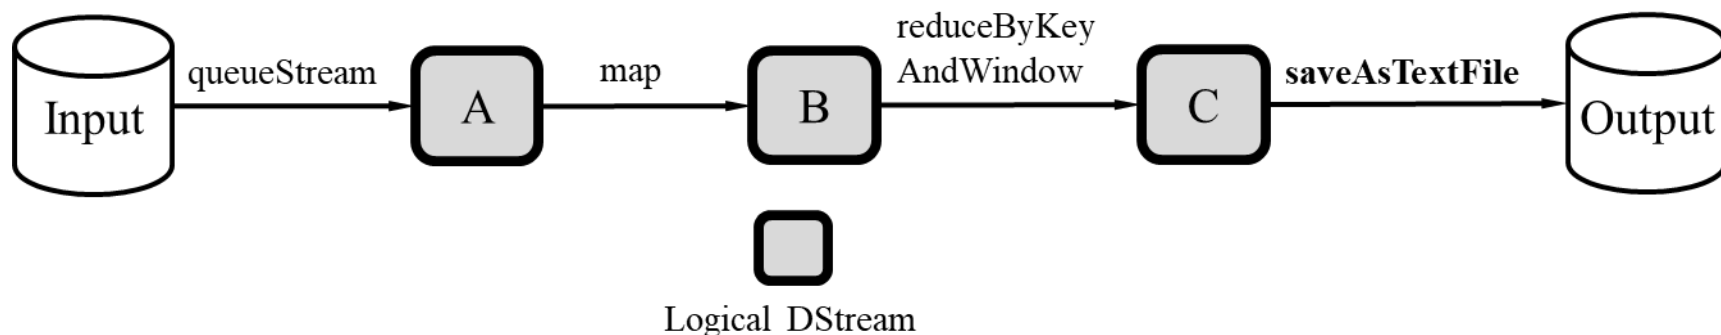 Input
queueStream
A
map
B
reduceByKey
AndWindow
C
saveAsTextFile
Output
Logical DStream